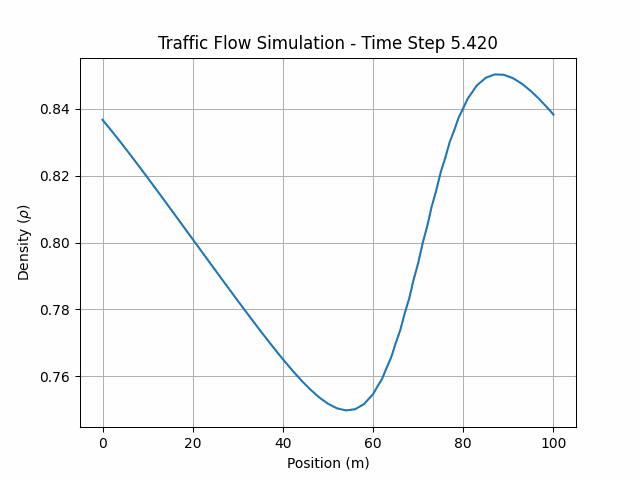 Traffic Flow Simulation - Time Step 5.420
Density (ρ)
0.84
0.82
0.80
0.78
0.76
0 20 40 60 80 100
Position (m)